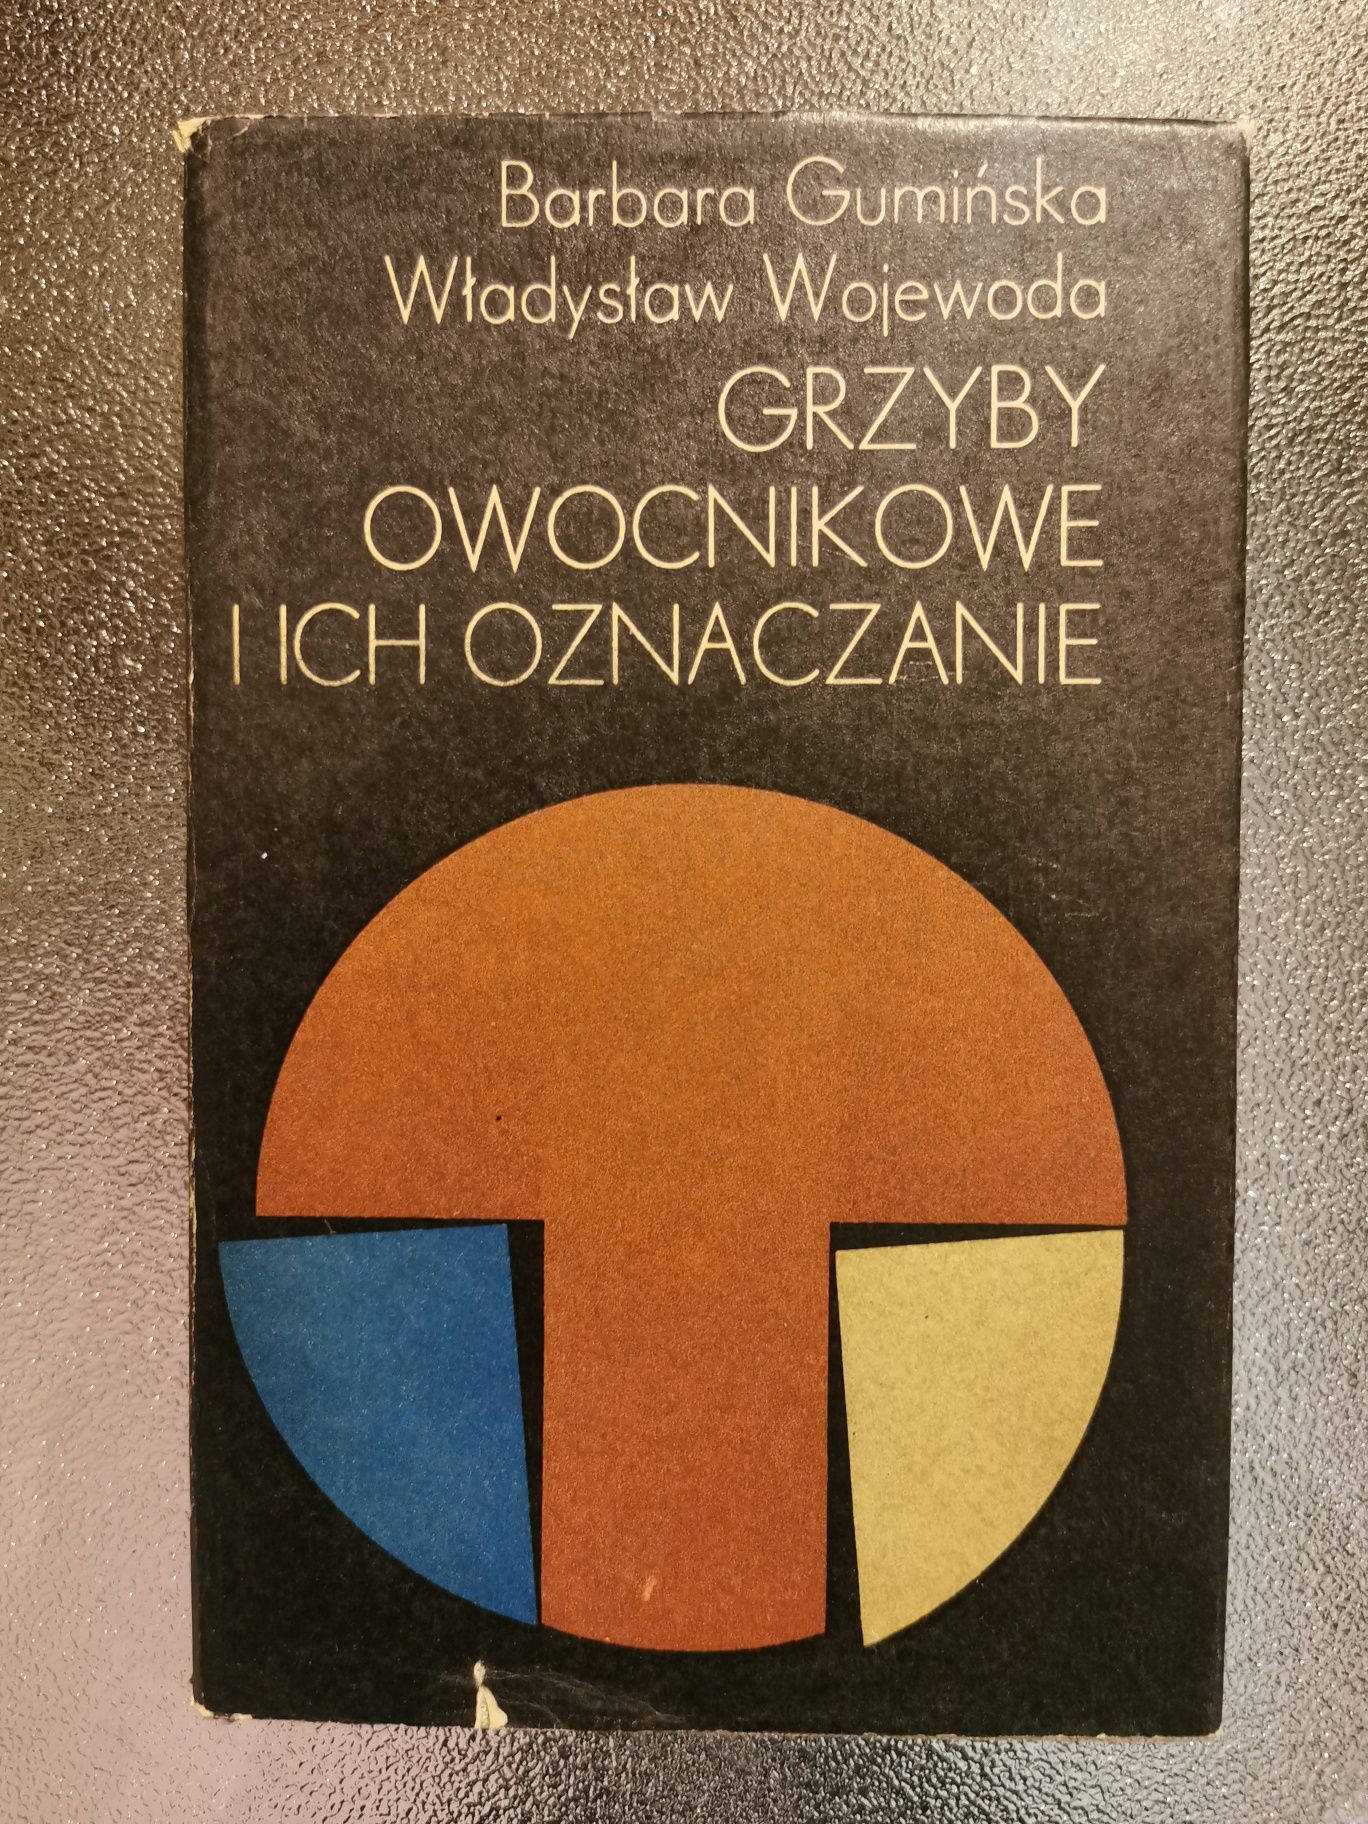 Barbara Gumińska
Władysław Wojewoda
GRZYBY
OWOCNIKOWE
I ICH OZNACZANIE